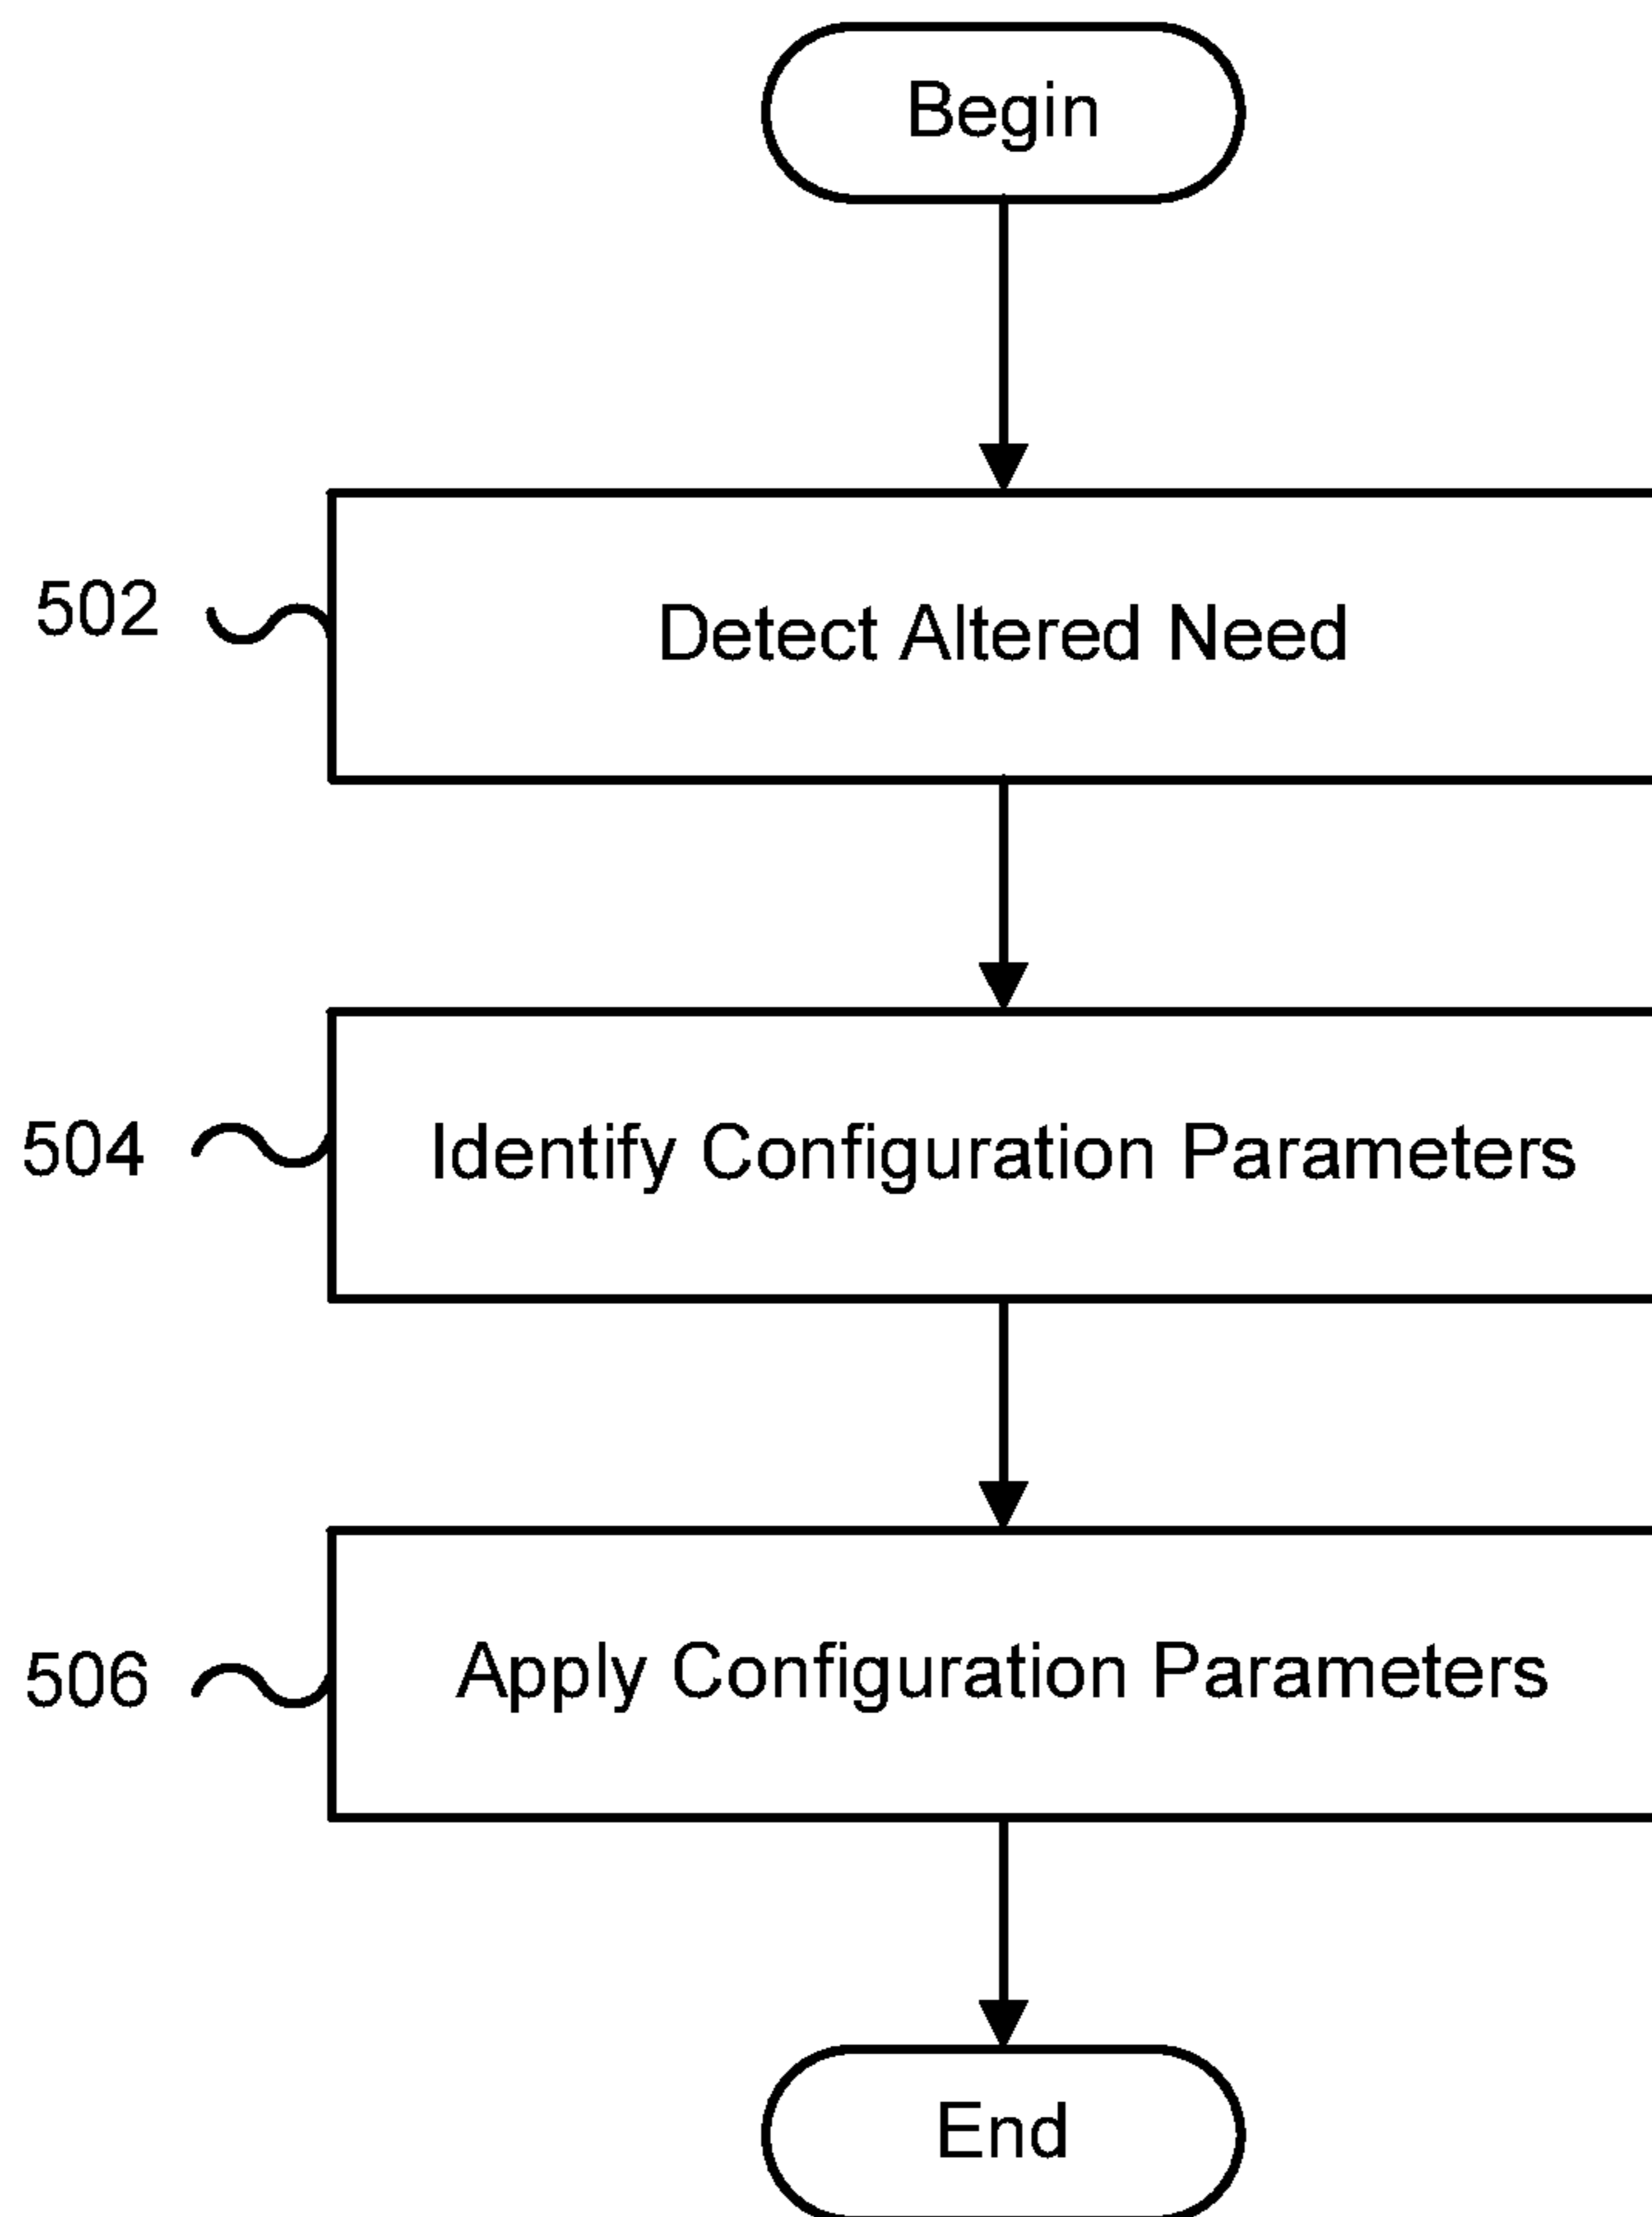 Begin
502
Detect Altered Need
504
Identify Configuration Parameters
506
Apply Configuration Parameters
End